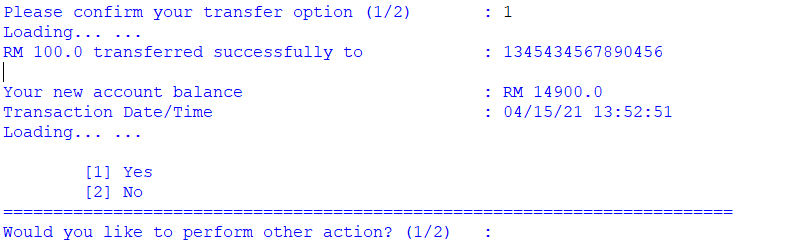 Please confirm your transfer option (1/2) : 1
Loading... ...
RM 100.0 transferred successfully to : 1345434567890456
Your new account balance : RM 14900.0
Transaction Date/Time : 04/15/21 13:52:51
Loading... ...
[1] Yes
[2] No
=========================================================================
Would you like to perform other action? (1/2) :